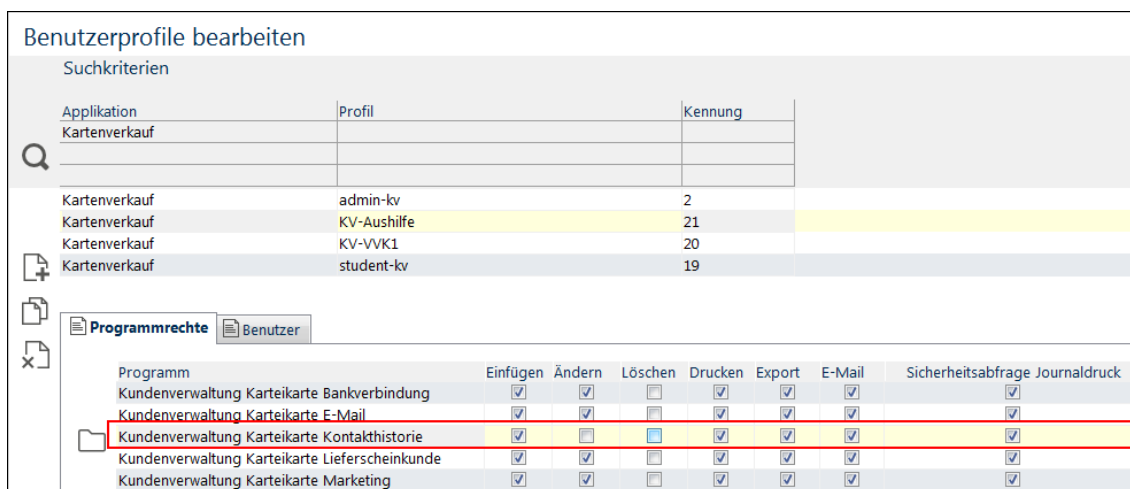 Benutzerprofile bearbeiten
Suchkriterien
Applikation Profil Kennung
Kartenverkauf
Kartenverkauf admin-kv 2
Kartenverkauf KV-Aushilfe 21
Kartenverkauf KV-VVK1 20
Kartenverkauf student-kv 19
Programmrechte Benutzer
Programm Einfügen Ändern Löschen Drucken Export E-Mail Sicherheitsabfrage Journaldruck
Kundenverwaltung Karteikarte Bankverbindung
Kundenverwaltung Karteikarte E-Mail
Kundenverwaltung Karteikarte Kontakthistorie
Kundenverwaltung Karteikarte Lieferscheinkunde
Kundenverwaltung Karteikarte Marketing